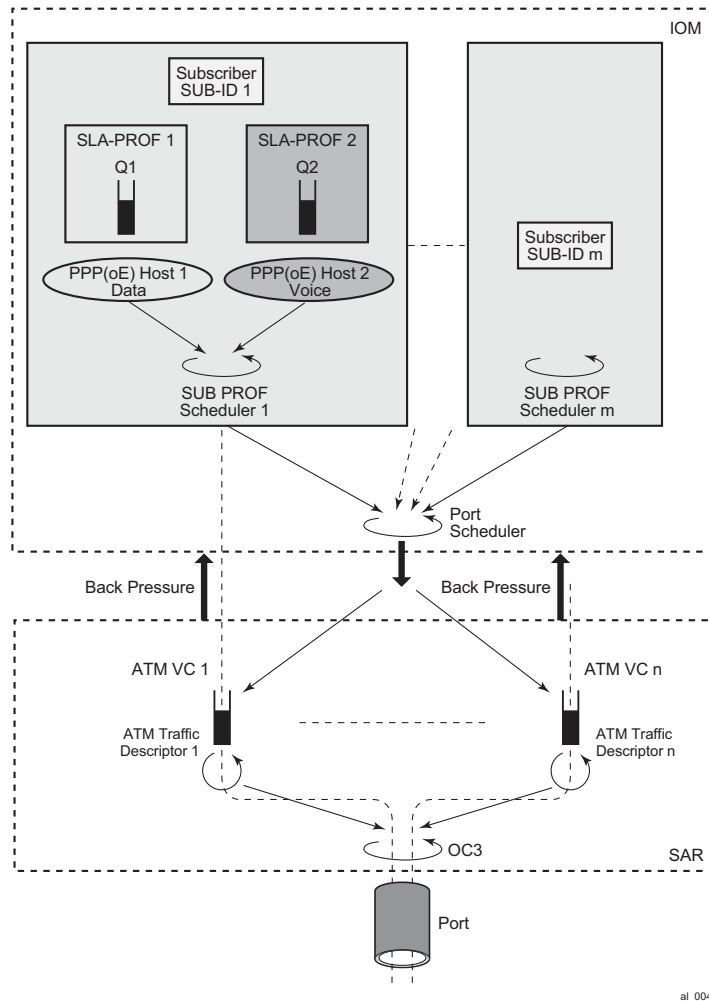 IOM
Subscriber
SUB-ID 1
SLA-PROF 1
Q1
SLA-PROF 2
Q2
PPP(oE) Host 1
Data
PPP(oE) Host 2
Voice
SUB PROF
Scheduler 1
Subscriber
SUB-ID m
SUB PROF
Scheduler m
Port
Scheduler
Back Pressure
Back Pressure
ATM VC 1
ATM Traffic
Descriptor 1
ATM VC n
ATM Traffic
Descriptor n
OC3
SAR
Port
al_004